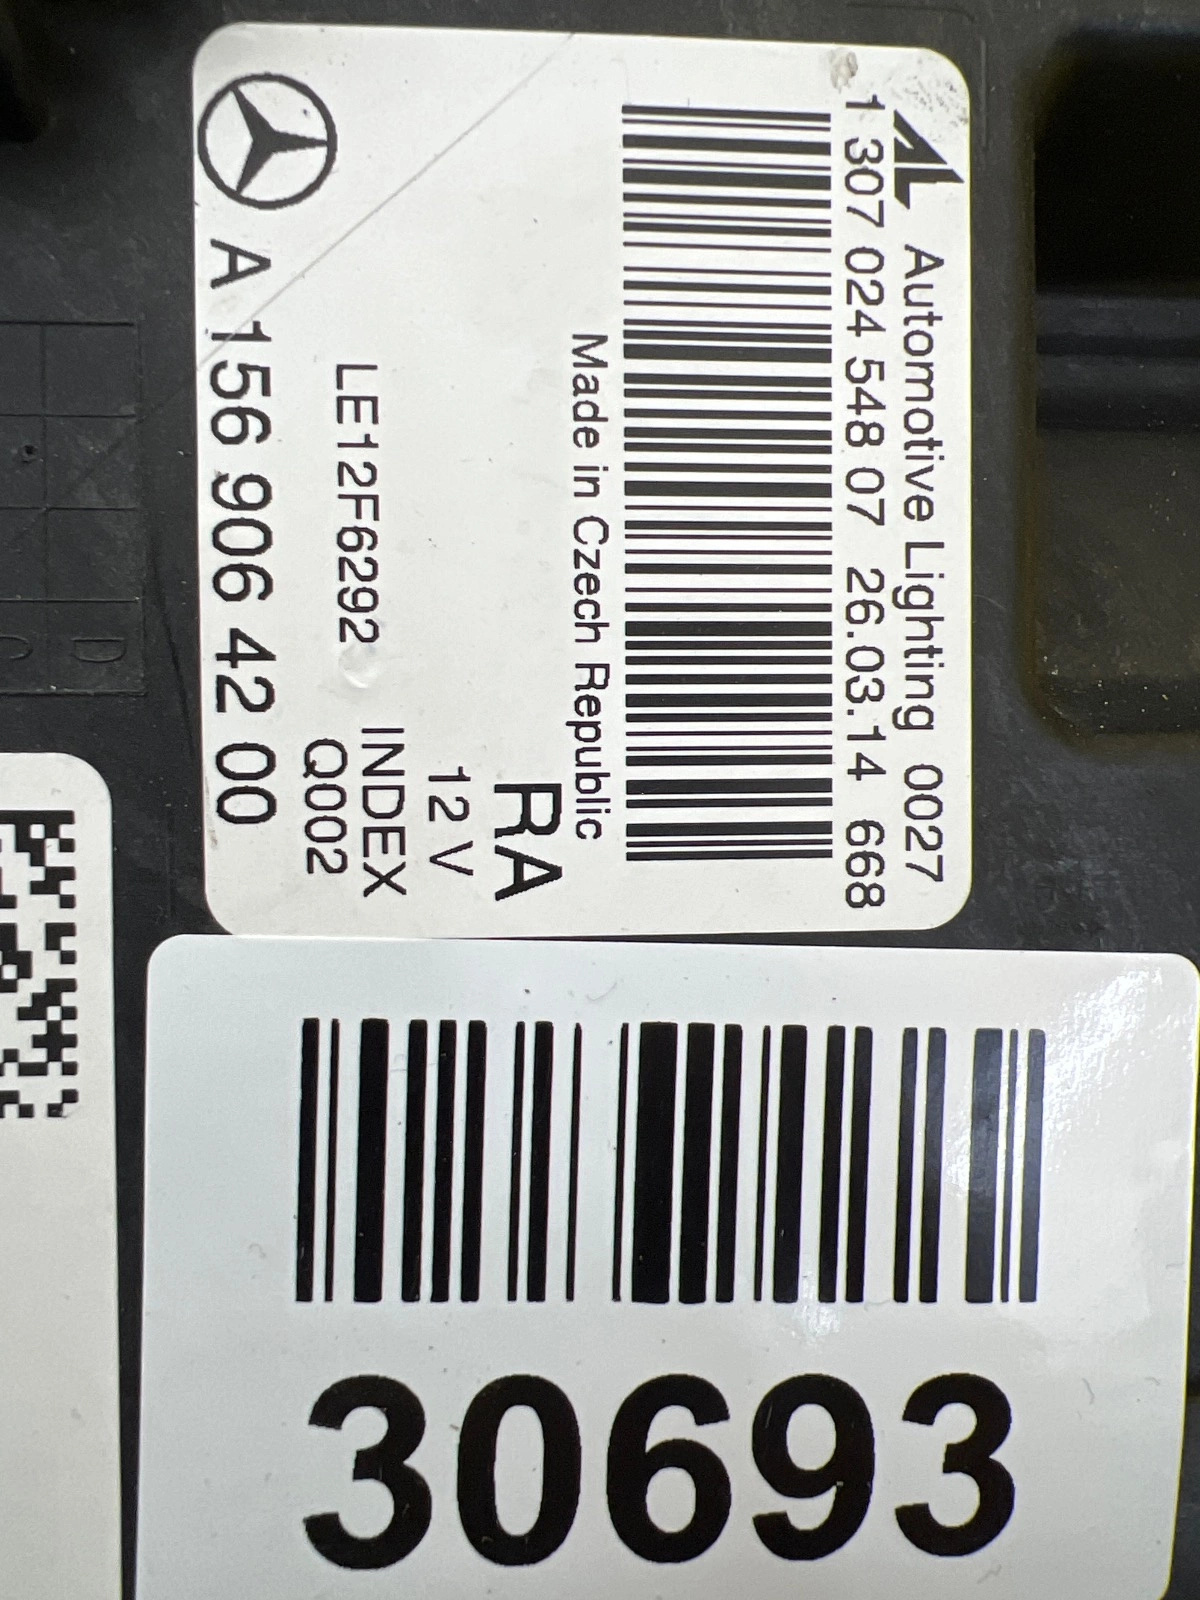 Automotive Lighting 0027
1 307 024 548 07 26.03.14 668
Made in Czech Republic
RA
12 V
INDEX
LE12F6292
Q002
A 156 906 42 00
30693